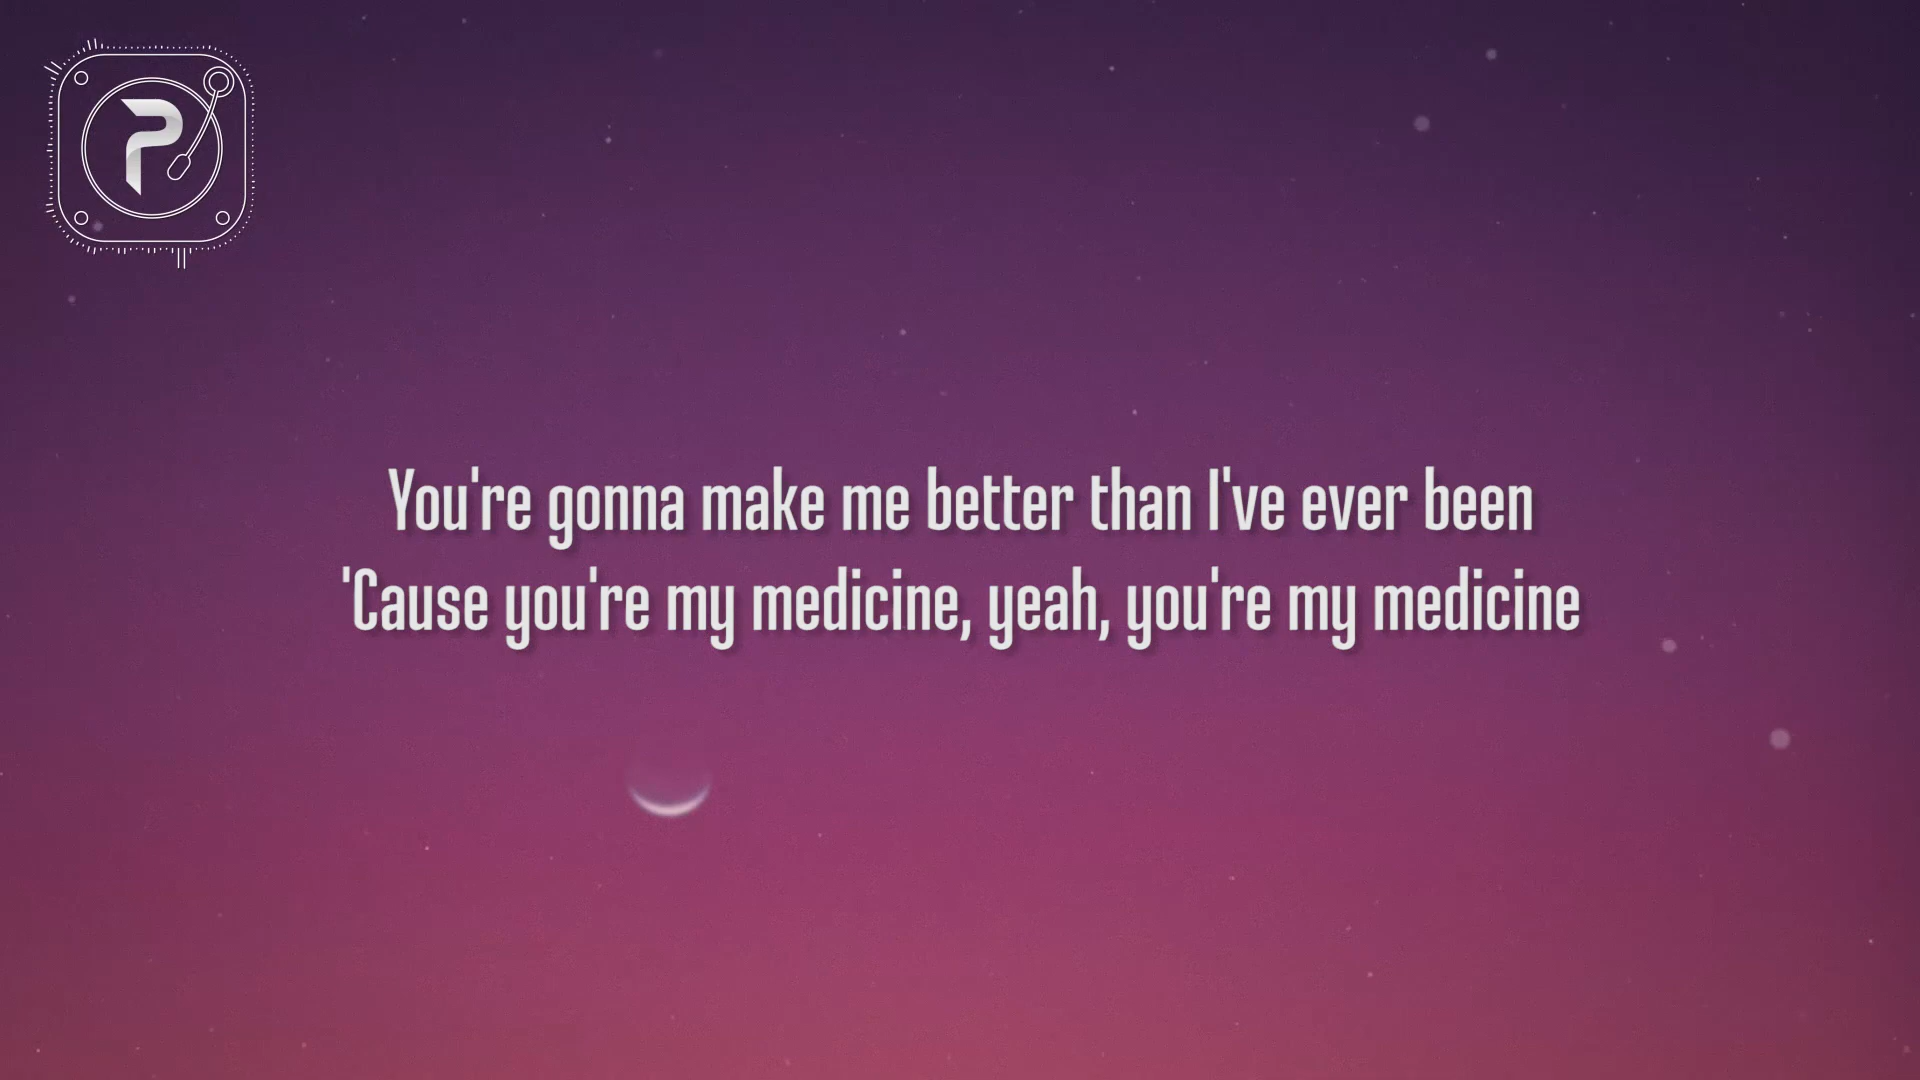 P
You're gonna make me better than I've ever been
'Cause you're my medicine, yeah, you're my medicine